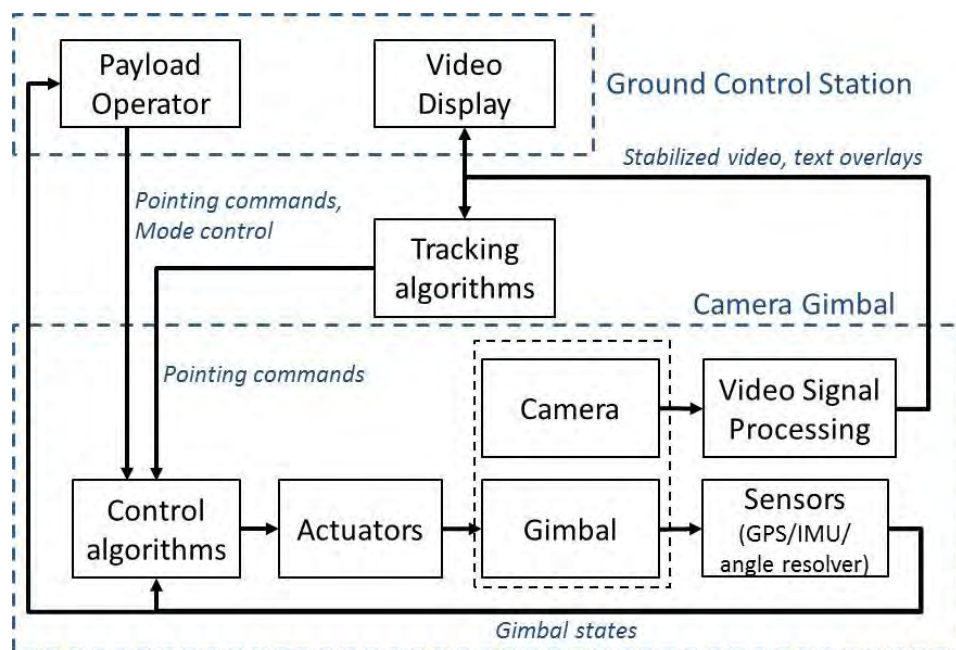 Payload
Operator
Video
Display
Ground Control Station
Stabilized video, text overlays
Pointing commands,
Mode control
Tracking
algorithms
Camera Gimbal
Pointing commands
Camera
Video Signal
Processing
Control
algorithms
Actuators
Gimbal
Sensors
(GPS/IMU/
angle resolver)
Gimbal states